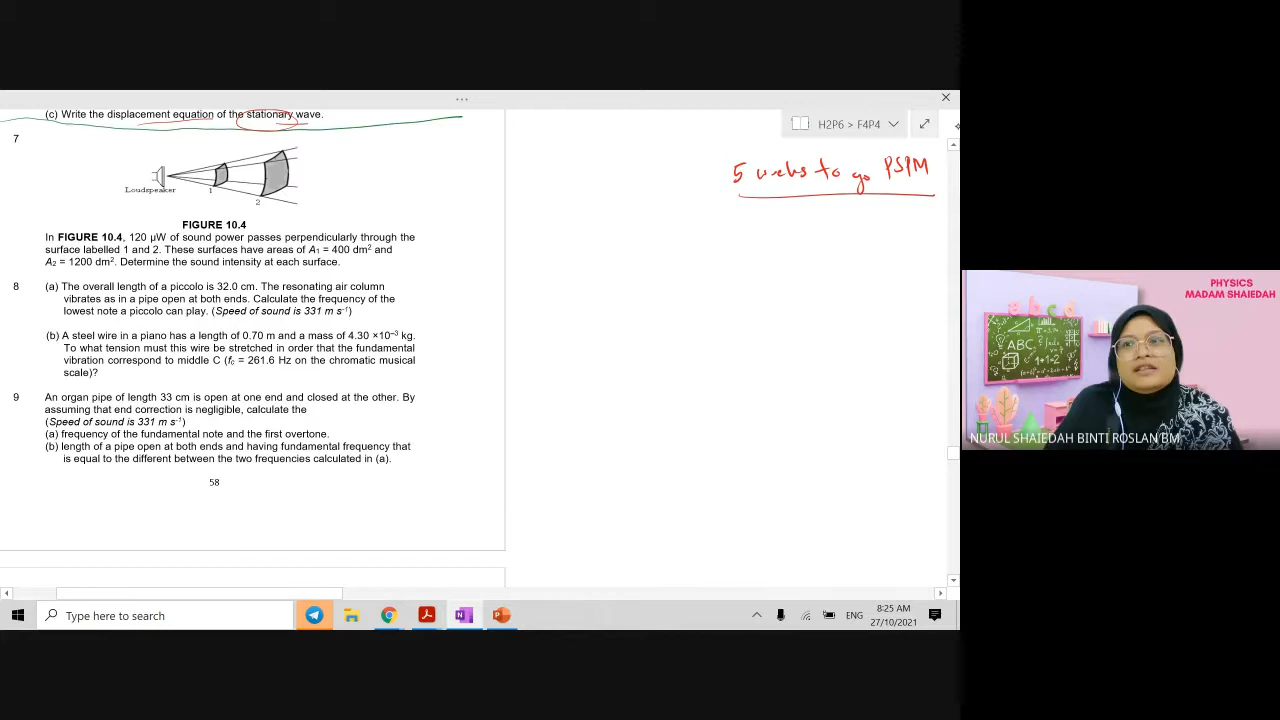 (c) Write the displacement equation of the stationary wave.
7
Loudspeaker
1
2
FIGURE 10.4
In FIGURE 10.4, 120 μW of sound power passes perpendicularly through the
surface labelled 1 and 2. These surfaces have areas of A₁ = 400 dm² and
A₂ = 1200 dm². Determine the sound intensity at each surface.
8 (a) The overall length of a piccolo is 32.0 cm. The resonating air column
vibrates as in a pipe open at both ends. Calculate the frequency of the
lowest note a piccolo can play. (Speed of sound is 331 m s⁻¹)
(b) A steel wire in a piano has a length of 0.70 m and a mass of 4.30 ×10⁻³ kg.
To what tension must this wire be stretched in order that the fundamental
vibration correspond to middle C (fc = 261.6 Hz on the chromatic musical
scale)?
9 An organ pipe of length 33 cm is open at one end and closed at the other. By
assuming that end correction is negligible, calculate the
(Speed of sound is 331 m s⁻¹)
(a) frequency of the fundamental note and the first overtone.
(b) length of a pipe open at both ends and having fundamental frequency that
is equal to the different between the two frequencies calculated in (a).
58
H2P6 > F4P4
5 weeks to go PSPM
PHYSICS
MADAM SHAIEDAH
a b c d
ABC
NURUL SHAIEDAH BINTI ROSLAN BM
Type here to search
ENG
8:25 AM
27/10/2021